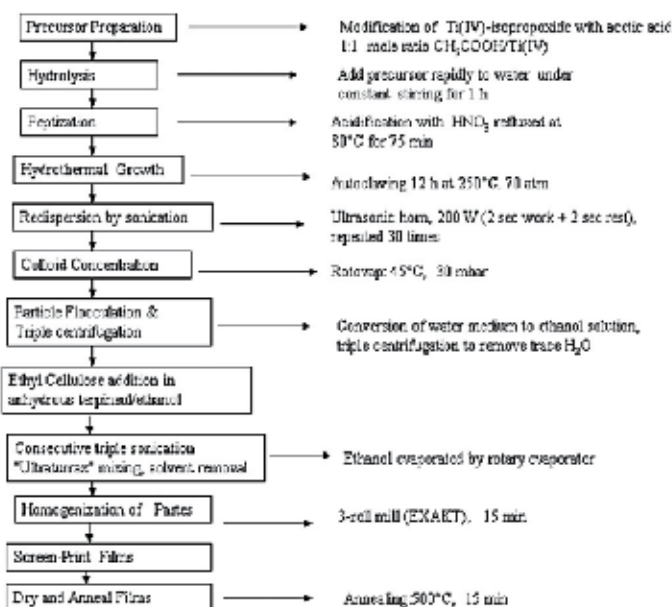 Precursor Preparation
Modification of Ti(IV)-isopropoxide with acetic acid
1:1 mole ratio CH₃COOH/Ti(IV)
Hydrolysis
Add precursor rapidly to water under
constant stirring for 1 h
Peptization
Acidification with HNO₃ refluxed at
80°C for 75 min
Hydrothermal Growth
Autoclaving 12 h at 250°C, 70 atm
Redispersion by sonication
Ultrasonic horn, 200 W (2 sec work + 2 sec rest),
repeated 30 times
Colloid Concentration
Rotovap: 45°C, 30 mbar
Particle Flocculation &
Triple centrifugation
Conversion of water medium to ethanol solution,
triple centrifugation to remove trace H₂O
Ethyl Cellulose addition in
anhydrous terpineol/ethanol
Consecutive triple sonication
"Ultraturrax" mixing, solvent removal
Ethanol evaporated by rotary evaporator
Homogenization of Pastes
3-roll mill (EXAKT), 15 min
Screen-Print Films
Dry and Anneal Films
Annealing:500°C, 15 min